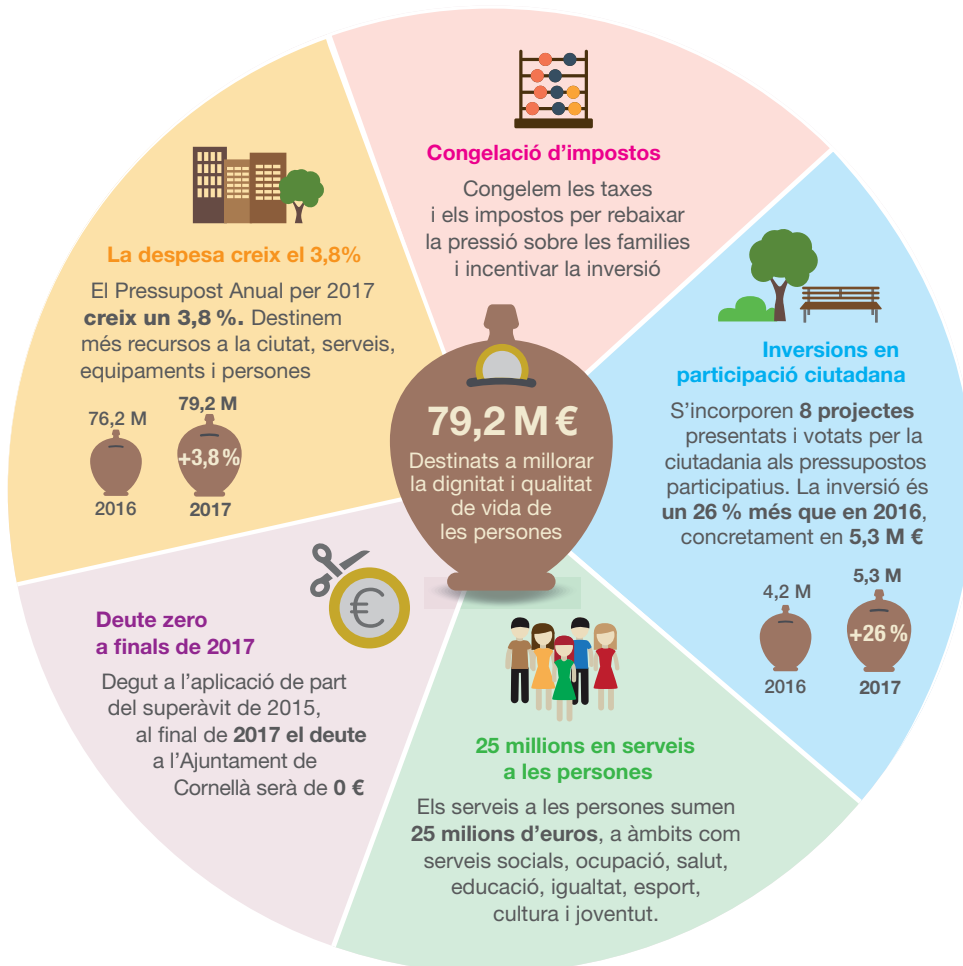 Congelació d’impostos
Congelem les taxes
i els impostos per rebaixar
la pressió sobre les families
i incentivar la inversió
La despesa creix el 3,8%
El Pressupost Anual per 2017
creix un 3,8 %. Destinem
més recursos a la ciutat, serveis,
equipaments i persones
76,2 M
79,2 M
+3,8 %
2016
2017
79,2 M €
Destinats a millorar
la dignitat i qualitat
de vida de
les persones
Inversions en
participació ciutadana
S’incorporen 8 projectes
presentats i votats per la
ciutadania als pressupostos
participatius. La inversió és
un 26 % més que en 2016,
concretament en 5,3 M €
4,2 M
5,3 M
+26 %
2016
2017
€
Deute zero
a finals de 2017
Degut a l’aplicació de part
del superàvit de 2015,
al final de 2017 el deute
a l’Ajuntament de
Cornellà serà de 0 €
25 millions en serveis
a les persones
Els serveis a les persones sumen
25 milions d’euros, a àmbits com
serveis socials, ocupació, salut,
educació, igualtat, esport,
cultura i joventut.